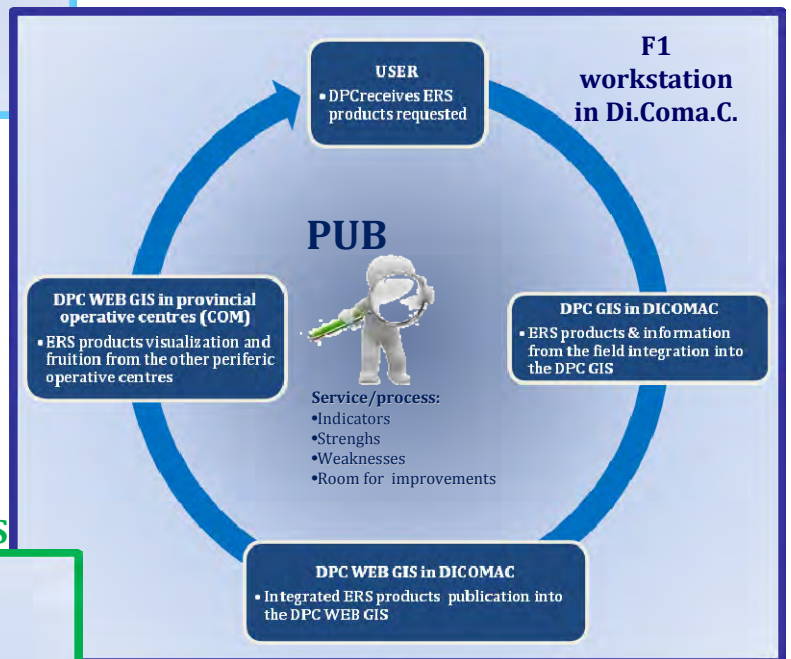 F1
workstation
in Di.Coma.C.
USER
▪ DPCreceives ERS
products requested
PUB
DPC WEB GIS in provincial
operative centres (COM)
▪ ERS products visualization and
fruition from the other periferic
operative centres
DPC GIS in DICOMAC
▪ ERS products & information
from the field integration into
the DPC GIS
Service/process:
•Indicators
•Strenghs
•Weaknesses
•Room for improvements
S
DPC WEB GIS in DICOMAC
▪ Integrated ERS products publication into
the DPC WEB GIS